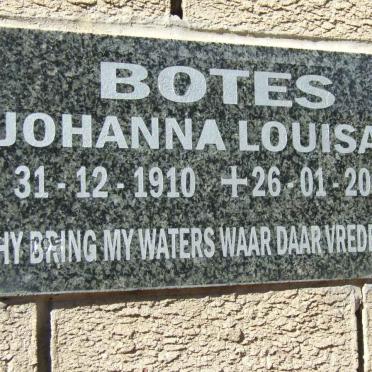 BOTES
JOHANNA LOUISA
31-12-1910 +26-01-20
HY BRING MY WATERS WAAR DAAR VREDE